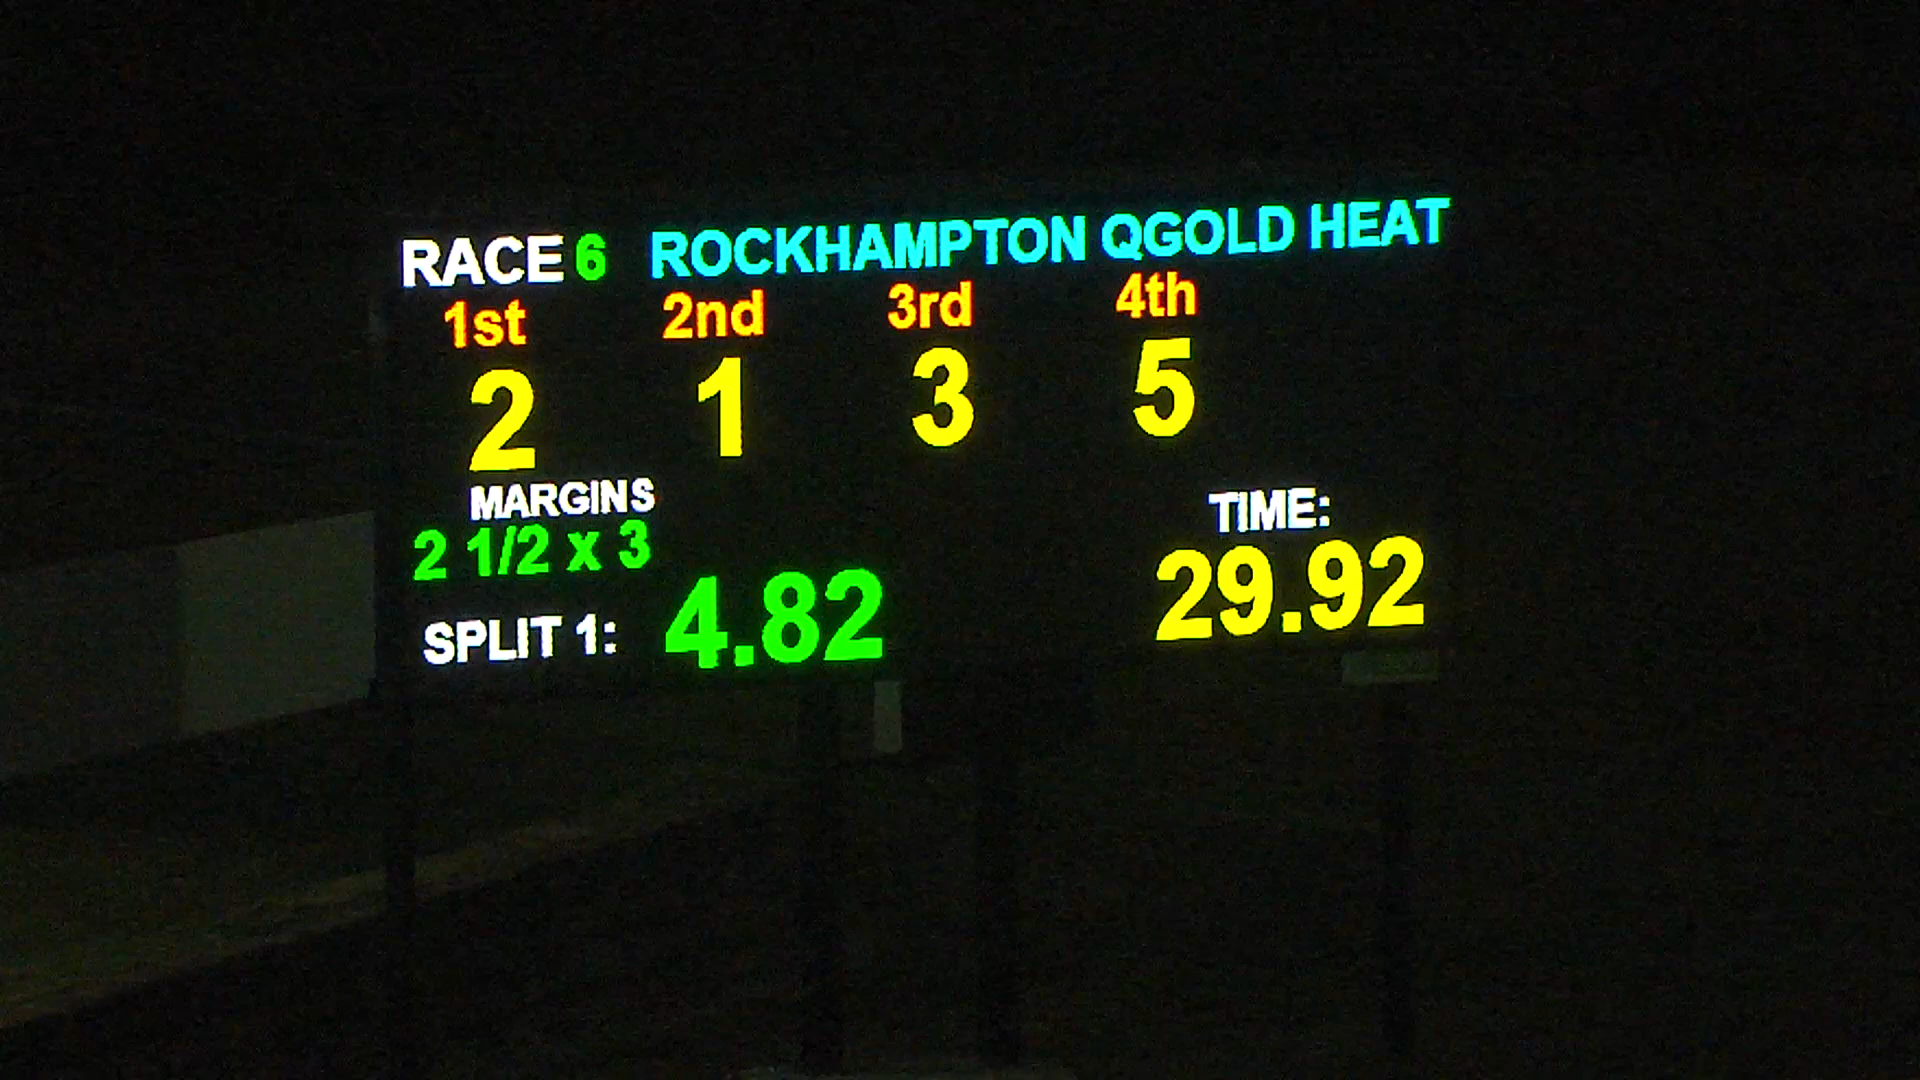 RACE 6 ROCKHAMPTON QGOLD HEAT
1st 2nd 3rd 4th
2 1 3 5
MARGINS
2 1/2 x 3
SPLIT 1: 4.82
TIME:
29.92